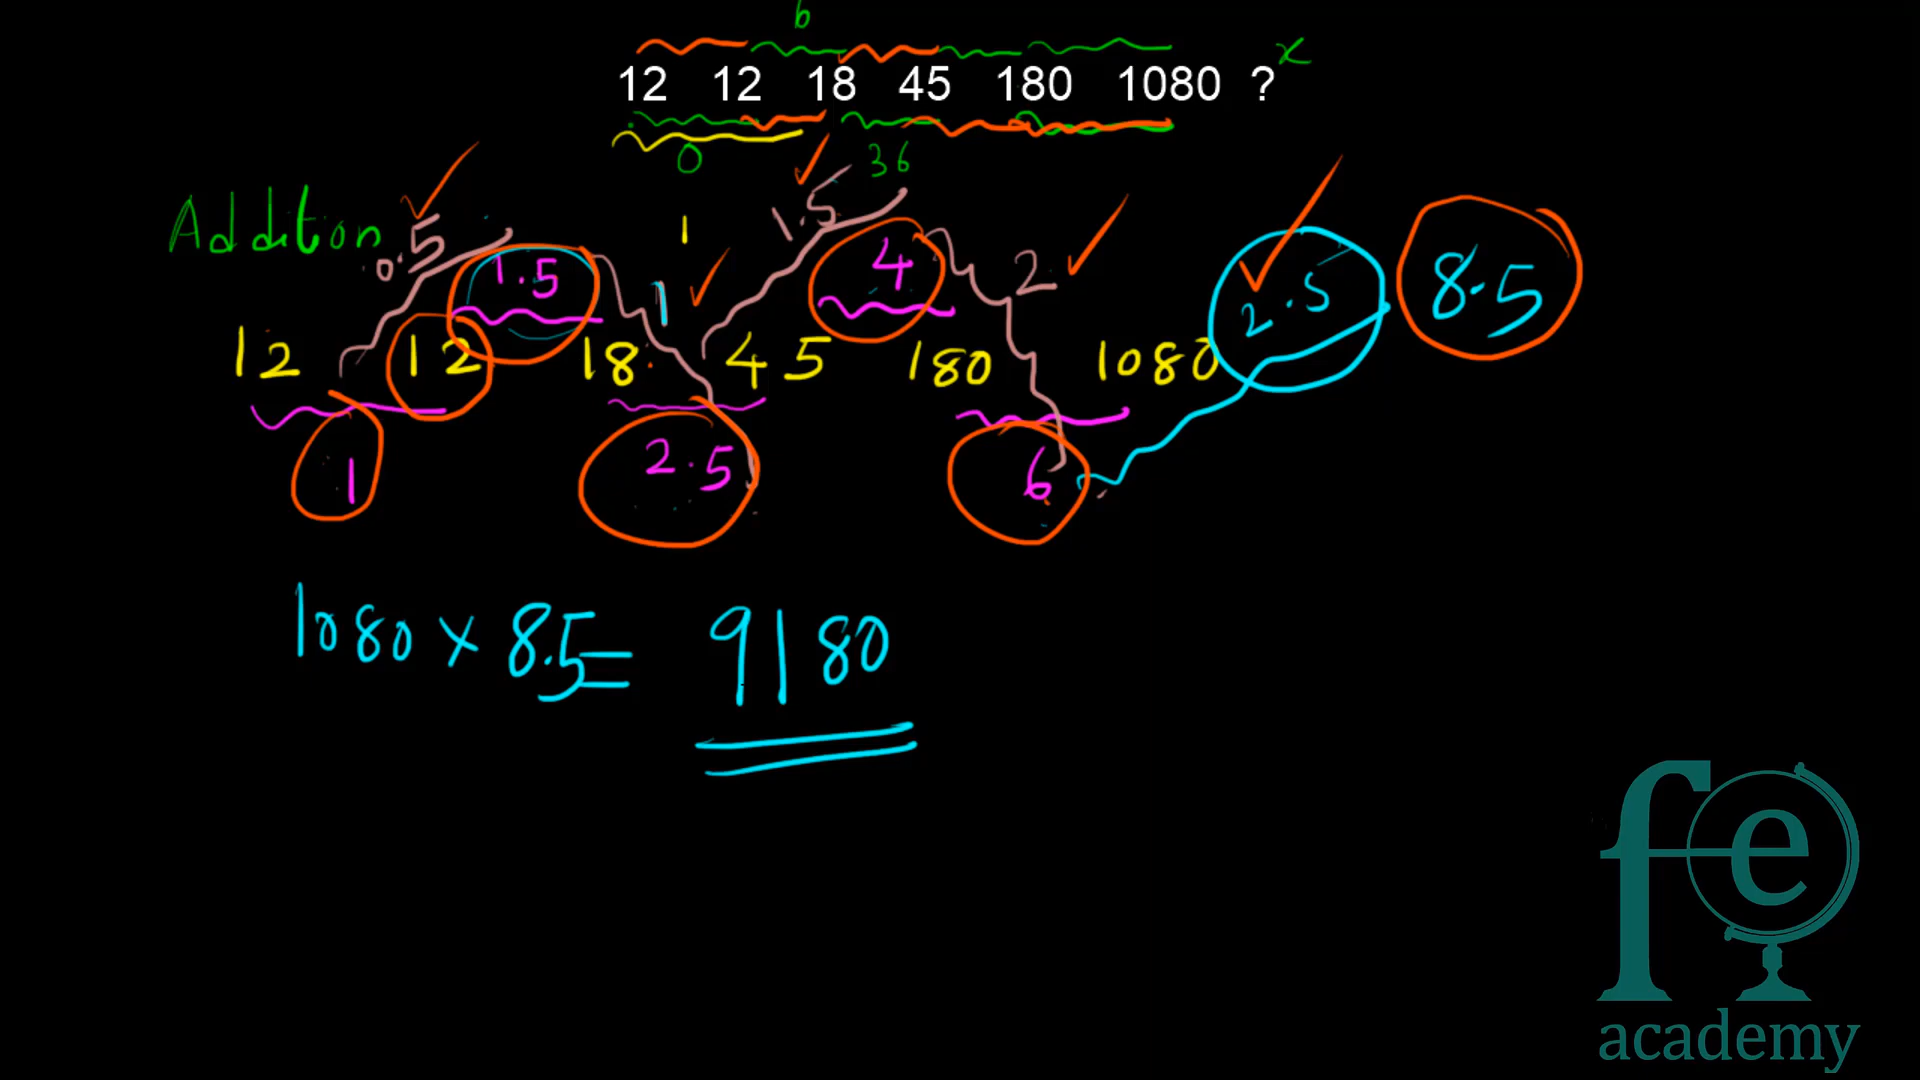 b
x
12 12 18 45 180 1080 ?
0 36
Addition
0.5 1.5 1 1 1.5 4 2 2.5 8.5
12 12 18 45 180 1080
1 2.5 6
1080 x 8.5 = 9180
fe
academy